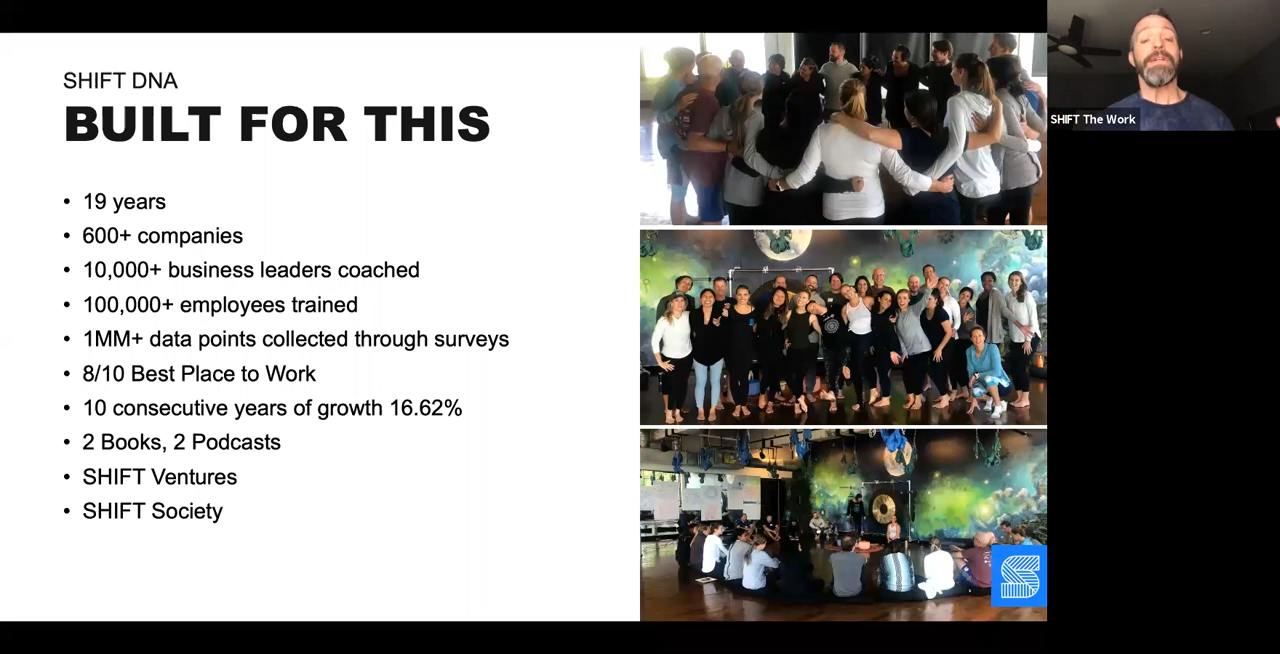 SHIFT DNA
BUILT FOR THIS
• 19 years
• 600+ companies
• 10,000+ business leaders coached
• 100,000+ employees trained
• 1MM+ data points collected through surveys
• 8/10 Best Place to Work
• 10 consecutive years of growth 16.62%
• 2 Books, 2 Podcasts
• SHIFT Ventures
• SHIFT Society
SHIFT The Work